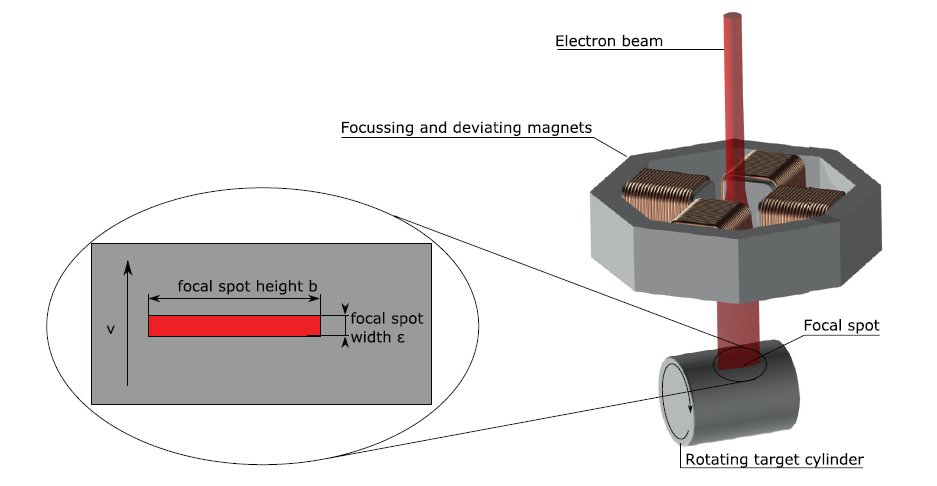 Electron beam
Focussing and deviating magnets
focal spot height b
focal spot
width ε
v
Focal spot
Rotating target cylinder